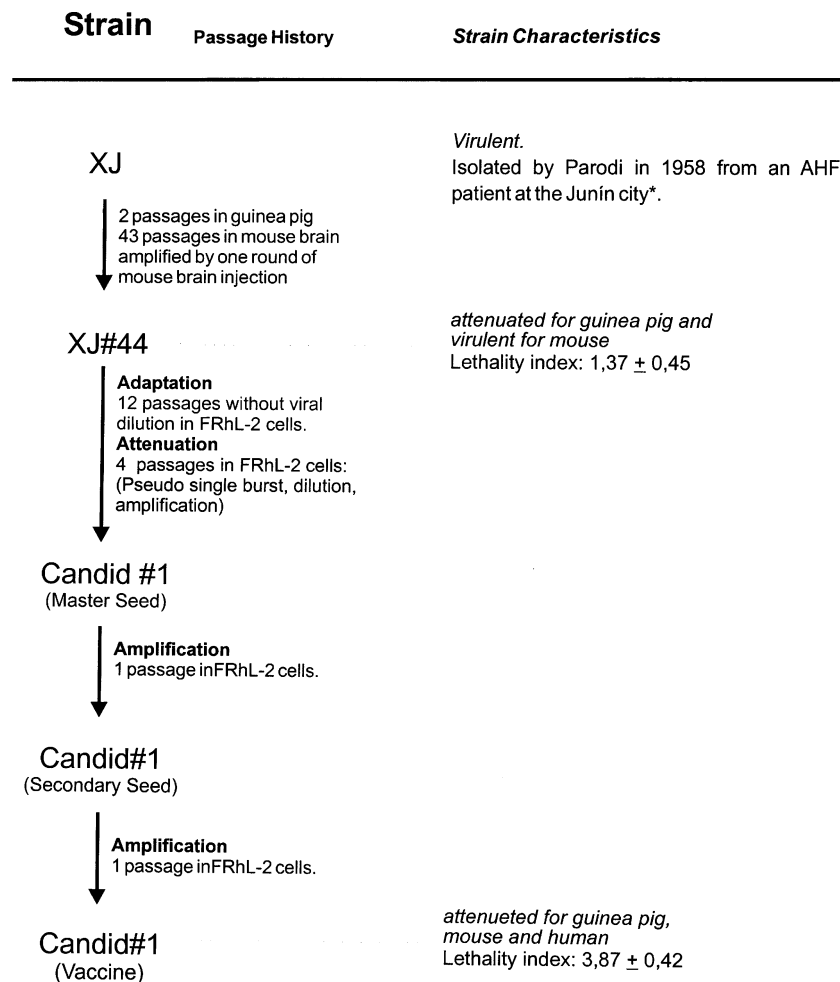 Strain Passage History Strain Characteristics
XJ
Virulent.
Isolated by Parodi in 1958 from an AHF
patient at the Junín city*.
2 passages in guinea pig
43 passages in mouse brain
amplified by one round of
mouse brain injection
XJ#44
attenuated for guinea pig and
virulent for mouse
Lethality index: 1,37 ± 0,45
Adaptation
12 passages without viral
dilution in FRhL-2 cells.
Attenuation
4 passages in FRhL-2 cells:
(Pseudo single burst, dilution,
amplification)
Candid #1
(Master Seed)
Amplification
1 passage inFRhL-2 cells.
Candid#1
(Secondary Seed)
Amplification
1 passage inFRhL-2 cells.
Candid#1
(Vaccine)
attenueted for guinea pig,
mouse and human
Lethality index: 3,87 ± 0,42